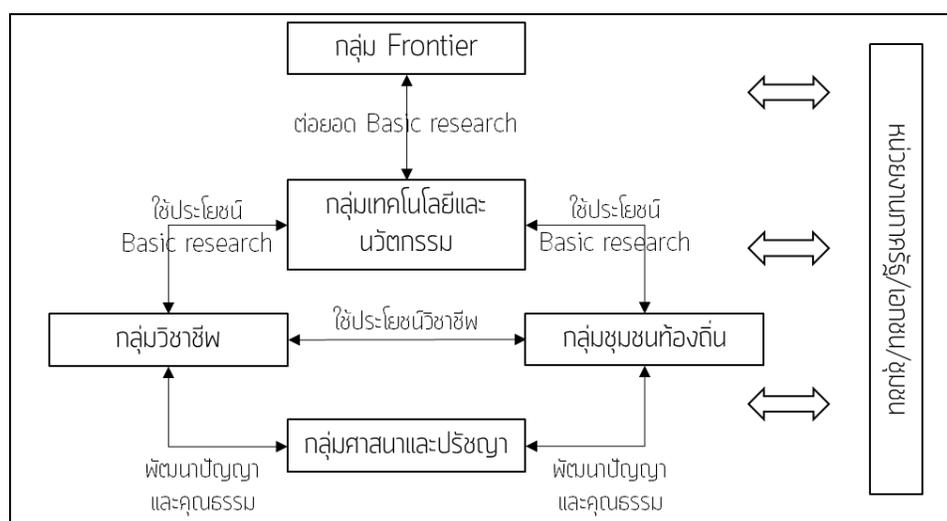 กลุ่ม Frontier
ต่อยอด Basic research
กลุ่มเทคโนโลยีและ
นวัตกรรม
ใช้ประโยชน์
Basic research
ใช้ประโยชน์
Basic research
กลุ่มวิชาชีพ
ใช้ประโยชน์วิชาชีพ
กลุ่มชุมชนท้องถิ่น
กลุ่มศาสนาและปรัชญา
พัฒนาปัญญา
และคุณธรรม
พัฒนาปัญญา
และคุณธรรม
หน่วยงานภาครัฐ/เอกชน/ชุมชน